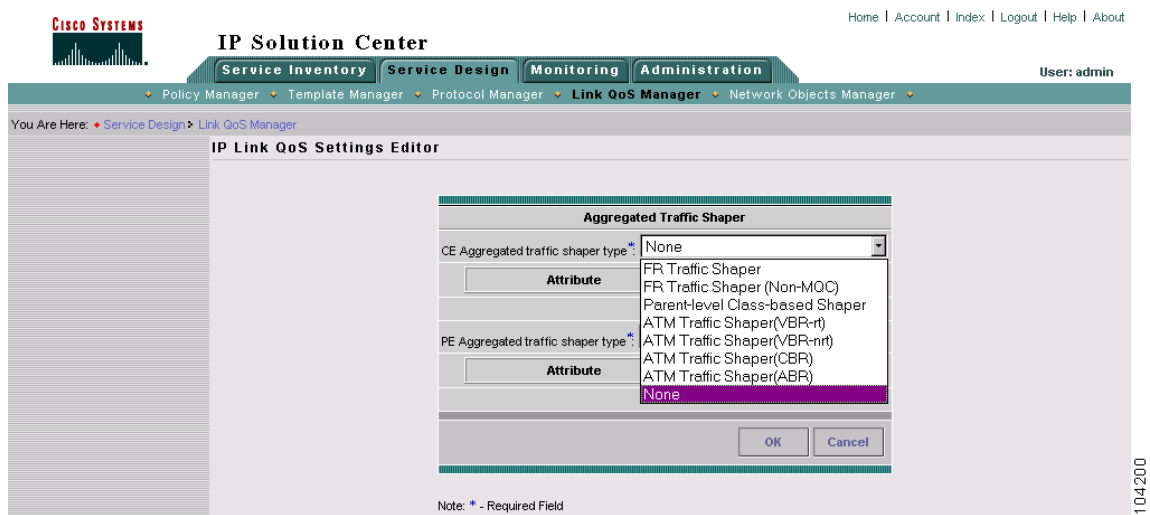 Home | Account | Index | Logout | Help | About
CISCO SYSTEMS
IP Solution Center
Service Inventory Service Design Monitoring Administration
User: admin
Policy Manager Template Manager Protocol Manager Link QoS Manager Network Objects Manager
You Are Here: Service Design Link QoS Manager
IP Link QoS Settings Editor
Aggregated Traffic Shaper
CE Aggregated traffic shaper type*: None
FR Traffic Shaper
Attribute
FR Traffic Shaper (Non-MQC)
Parent-level Class-based Shaper
ATM Traffic Shaper(VBR-rt)
PE Aggregated traffic shaper type*:
ATM Traffic Shaper(VBR-nrt)
ATM Traffic Shaper(CBR)
Attribute
ATM Traffic Shaper(ABR)
None
OK Cancel
Note: * - Required Field
104200